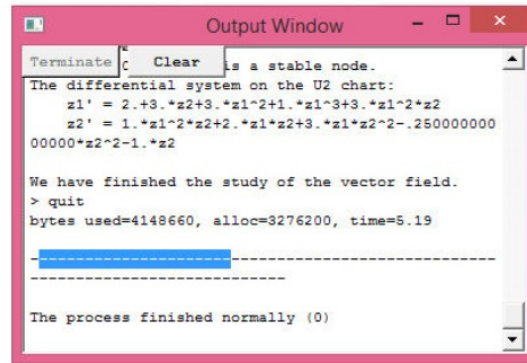 Output Window
Terminate Clear is a stable node.
The differential system on the U2 chart:
z1' = 2.+3.*z2+3.*z1^2+1.*z1^3+3.*z1^2*z2
z2' = 1.*z1^2*z2+2.*z1*z2+3.*z1*z2^2-.250000000
00000*z2^2-1.*z2
We have finished the study of the vector field.
> quit
bytes used=4148660, alloc=3276200, time=5.19
The process finished normally (0)